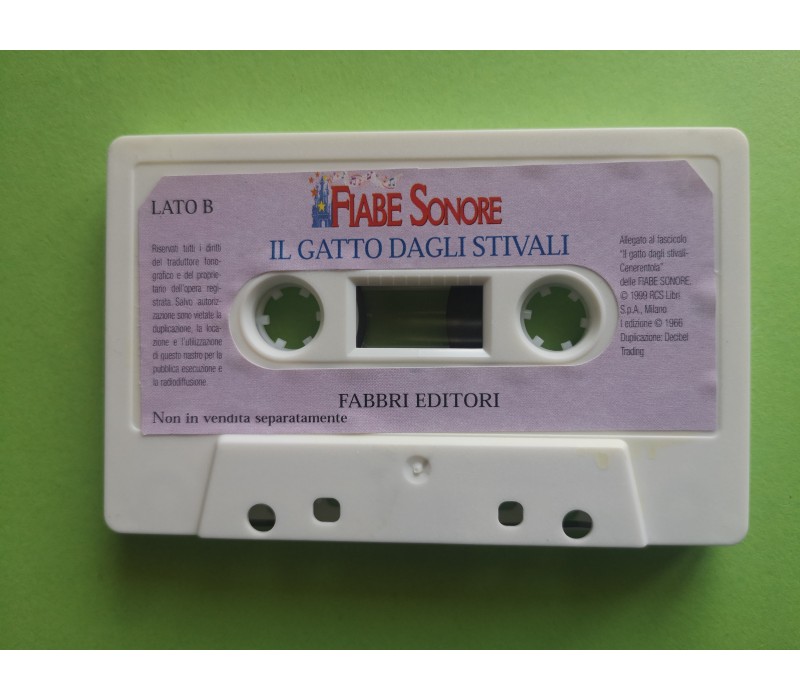 LATO B
FIABE SONORE
IL GATTO DAGLI STIVALI
Riservati tutti i diritti
del traduttore fono-
grafico e del proprie-
tario dell'opera regi-
strata. Salvo autoriz-
zazione sono vietate la
duplicazione, la loca-
zione e l'utilizzazione
di questo nastro per la
pubblica esecuzione e
la radiodiffusione.
Allegato al fascicolo
"Il gatto dagli stivali-
Cenerentola"
delle FIABE SONORE.
© 1999 RCS Libri
S.p.A., Milano
I edizione © 1966
Duplicazione: Decibel
Trading
FABBRI EDITORI
Non in vendita separatamente